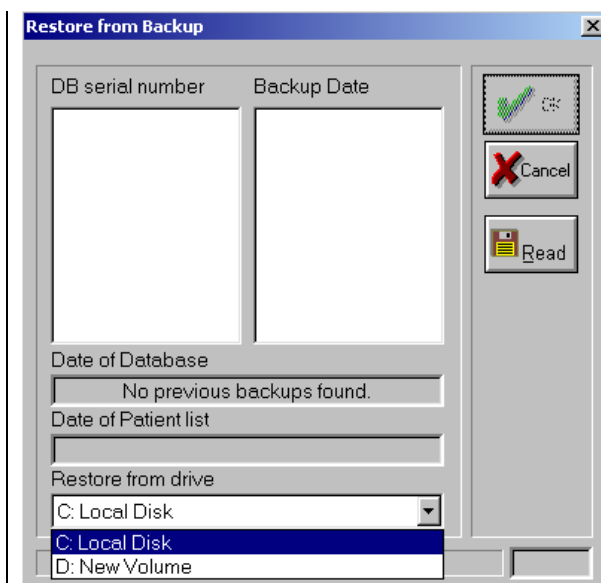 Restore from Backup
DB serial number
Backup Date
OK
Cancel
Read
Date of Database
No previous backups found.
Date of Patient list
Restore from drive
C: Local Disk
C: Local Disk
D: New Volume